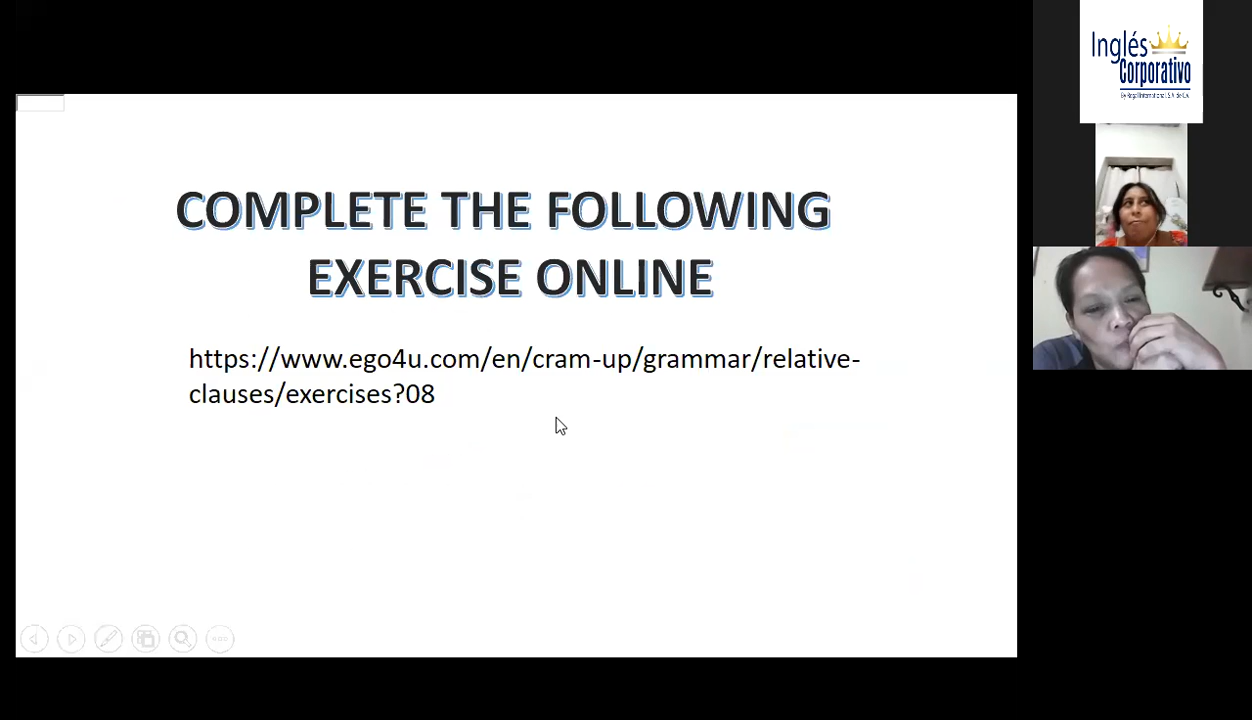 COMPLETE THE FOLLOWING
EXERCISE ONLINE
https://www.ego4u.com/en/cram-up/grammar/relative-
clauses/exercises?08
Inglés
Corporativo